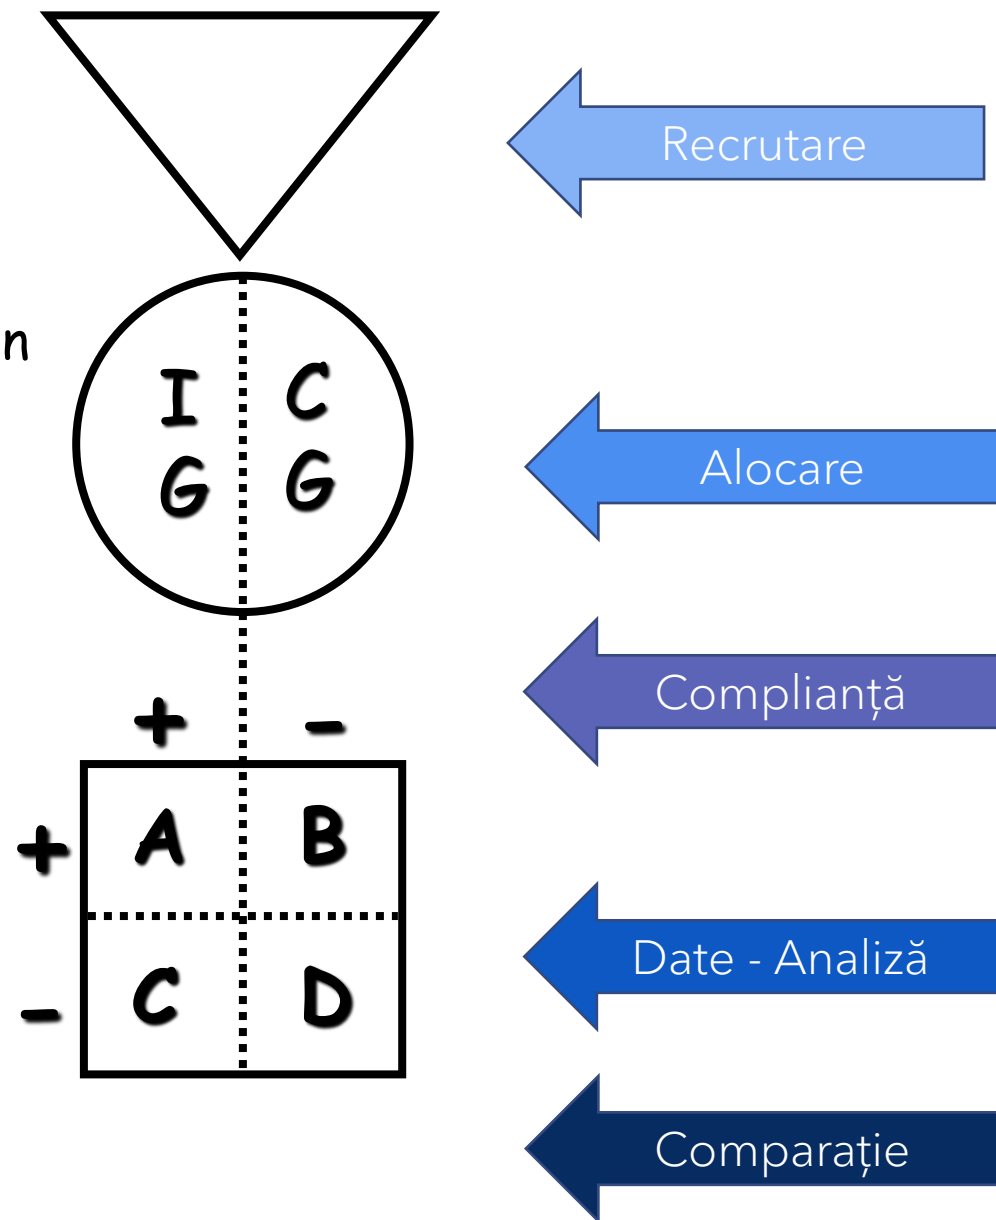 Recrutare
n
I C
G G
Alocare
Complianță
+ -
+ A B
Date - Analiză
- C D
Comparație